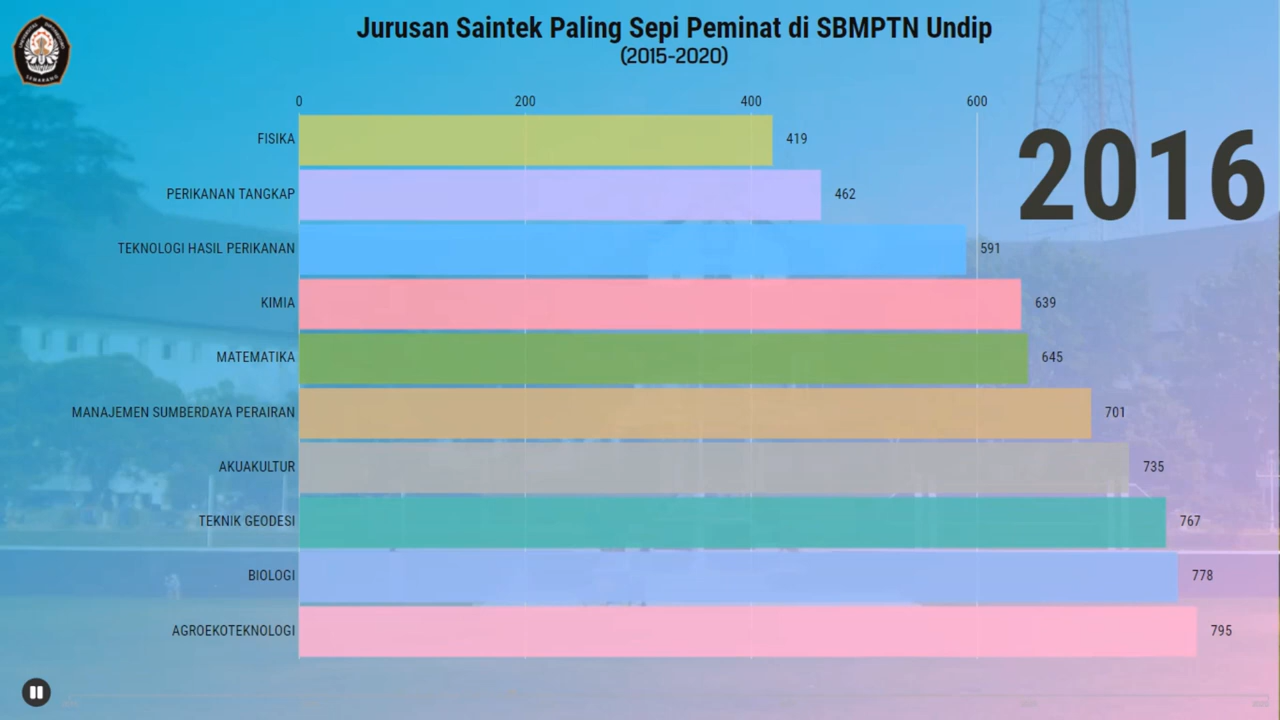 Jurusan Saintek Paling Sepi Peminat di SBMPTN Undip
(2015-2020)
0 200 400 600
2016
FISIKA 419
PERIKANAN TANGKAP 462
TEKNOLOGI HASIL PERIKANAN 591
KIMIA 639
MATEMATIKA 645
MANAJEMEN SUMBERDAYA PERAIRAN 701
AKUAKULTUR 735
TEKNIK GEODESI 767
BIOLOGI 778
AGROEKOTEKNOLOGI 795
SEMARANG